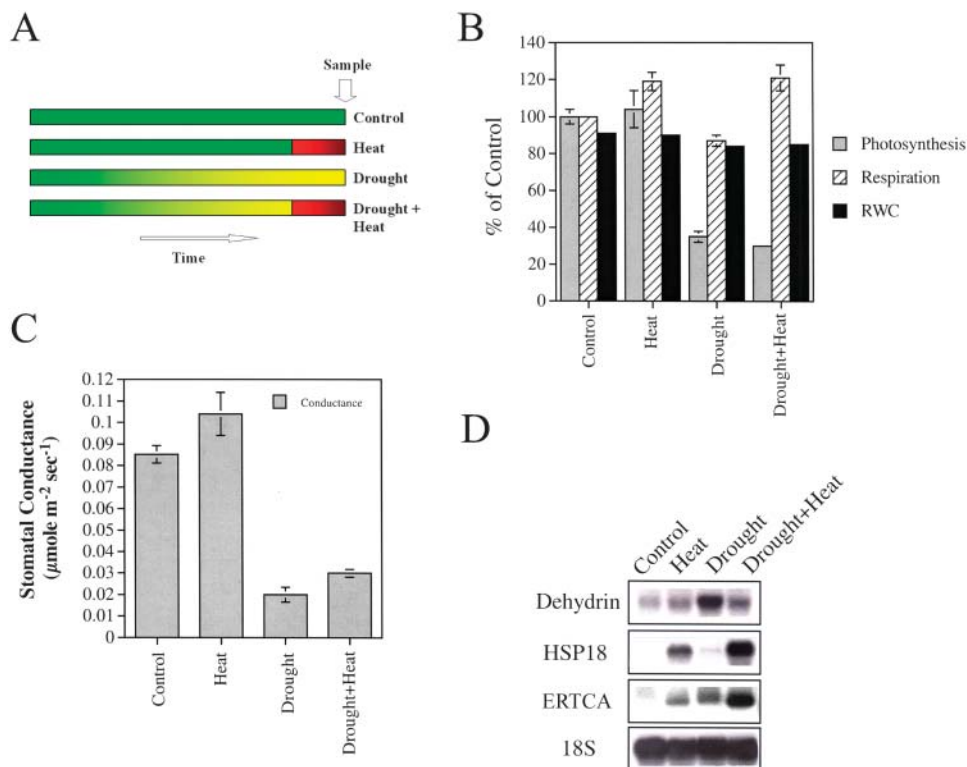 A
Sample
Control
Heat
Drought
Drought +
Heat
Time
B
% of Control
140
120
100
80
60
40
20
0
Control
Heat
Drought
Drought+Heat
Photosynthesis
Respiration
RWC
C
Stomatal Conductance
(μmole m⁻² sec⁻¹)
0.12
0.11
0.1
0.09
0.08
0.07
0.06
0.05
0.04
0.03
0.02
0.01
0
Conductance
Control
Heat
Drought
Drought+Heat
D
Control
Heat
Drought
Drought+Heat
Dehydrin
HSP18
ERTCA
18S